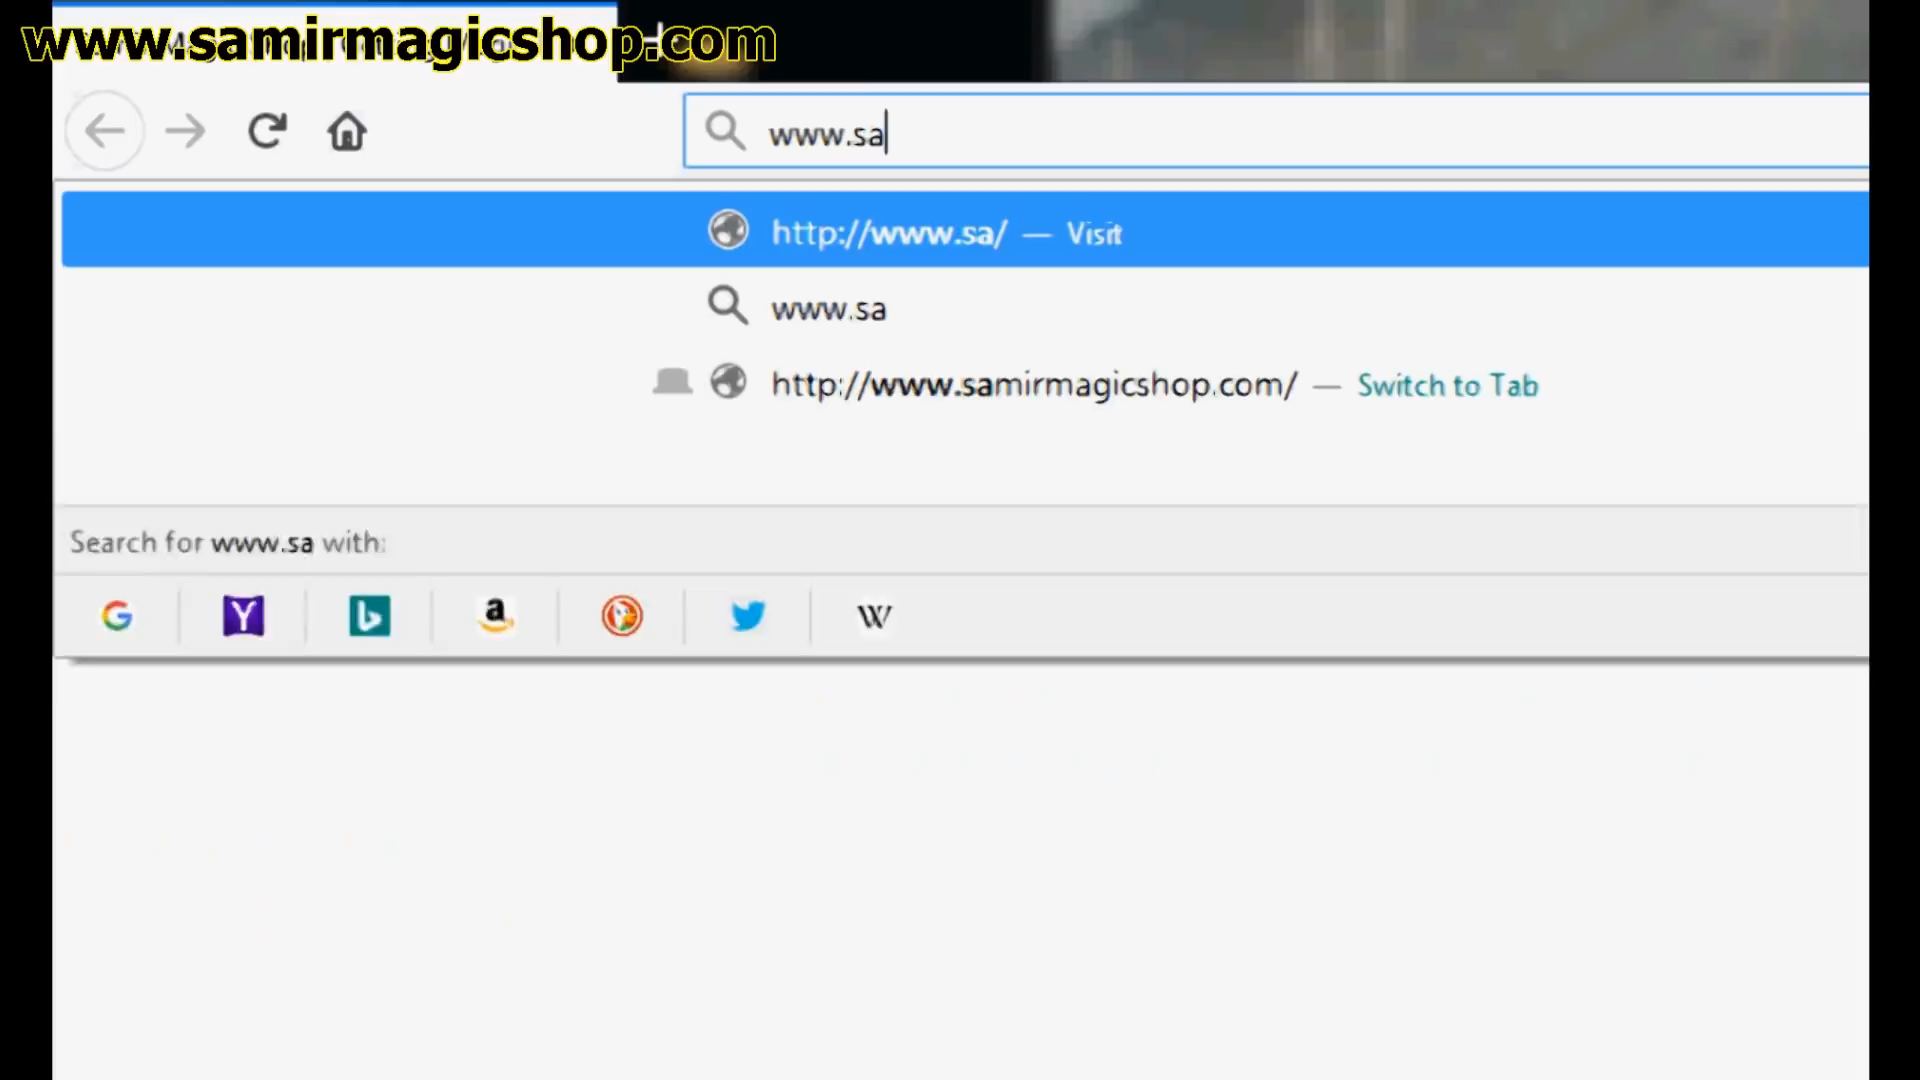 www.samirmagicshop.com
www.sa
http://www.sa/ — Visit
www.sa
http://www.samirmagicshop.com/ — Switch to Tab
Search for www.sa with: